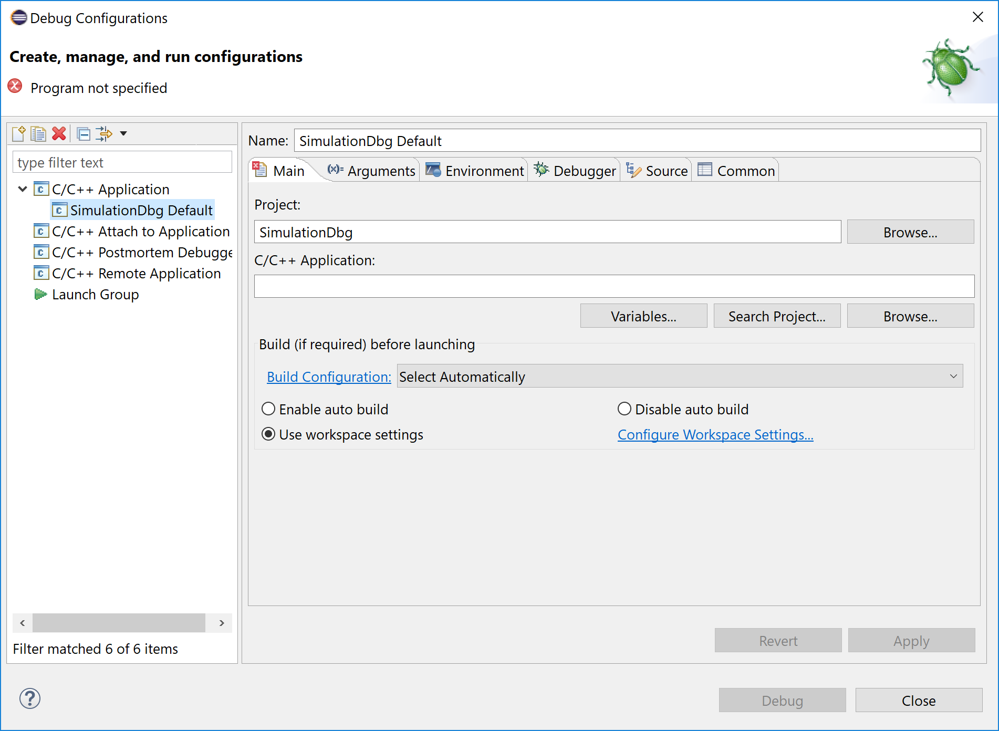 Debug Configurations
Create, manage, and run configurations
Program not specified
type filter text
C/C++ Application
SimulationDbg Default
C/C++ Attach to Application
C/C++ Postmortem Debugge
C/C++ Remote Application
Launch Group
Filter matched 6 of 6 items
Name: SimulationDbg Default
Main (x)= Arguments Environment Debugger Source Common
Project:
SimulationDbg Browse...
C/C++ Application:
Variables... Search Project... Browse...
Build (if required) before launching
Build Configuration: Select Automatically
Enable auto build Disable auto build
Use workspace settings Configure Workspace Settings...
Revert Apply
Debug Close